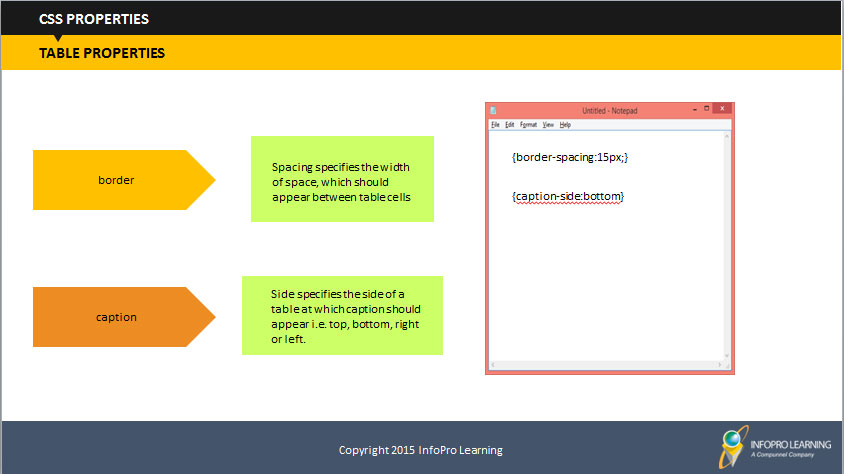 CSS PROPERTIES
TABLE PROPERTIES
border
Spacing specifies the width
of space, which should
appear between table cells
caption
Side specifies the side of a
table at which caption should
appear i.e. top, bottom, right
or left.
Untitled - Notepad
File Edit Format View Help
{border-spacing:15px;}
{caption-side:bottom}
Copyright 2015 InfoPro Learning
INFOPRO LEARNING
A Compunnel Company